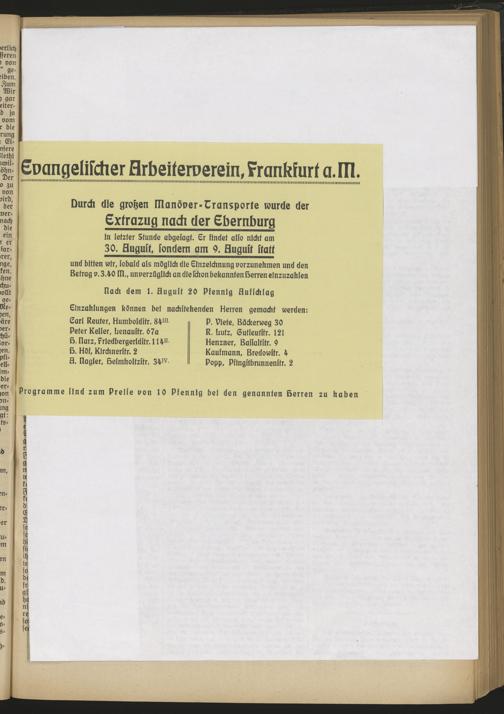 Evangelischer Arbeiterverein, Frankfurt a. M.
Durch die großen Manöver-Transporte wurde der
Extrazug nach der Ebernburg
in letzter Stunde abgesagt. Er findet also nicht am
30. August, sondern am 9. August statt
und bitten wir, sobald als möglich die Einzeichnung vorzunehmen und den
Betrag v. 3.40 M., unverzüglich an die schon bekannten Herren einzuzahlen
Nach dem 1. August 20 Pfennig Aufschlag
Einzahlungen können bei nachstehenden Herren gemacht werden:
Carl Reuter, Humboldtstr. 84III.
Peter Keller, Lenaustr. 67a
H. Narz, Friedbergerldstr. 114II.
H. Höf, Kirchnerstr. 2
A. Nagler, Helmholtzstr. 34IV.
P. Viete, Bäckerweg 30
R. Lutz, Gutleutstr. 121
Henzner, Basaltstr. 9
Kaufmann, Bredowstr. 4
Popp, Pfingstbrunnenstr. 2
Programme sind zum Preise von 10 Pfennig bei den genannten Herren zu haben